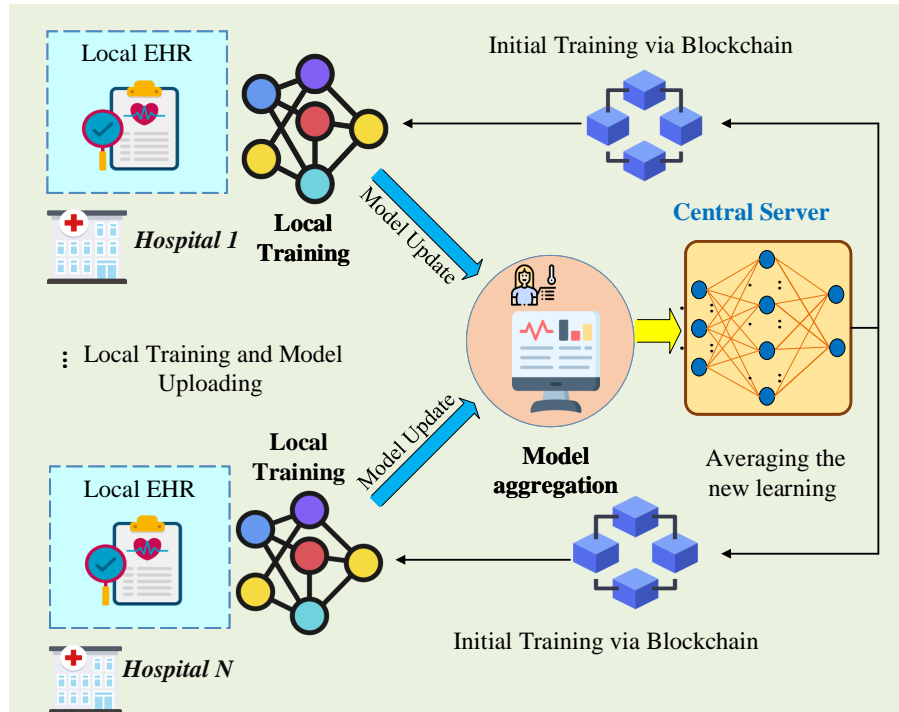 Local EHR
Initial Training via Blockchain
Local
Training
Model Update
Hospital 1
Central Server
: Local Training and Model
Uploading
Model Update
Local
Training
Model
aggregation
Averaging the
new learning
Local EHR
Initial Training via Blockchain
Hospital N